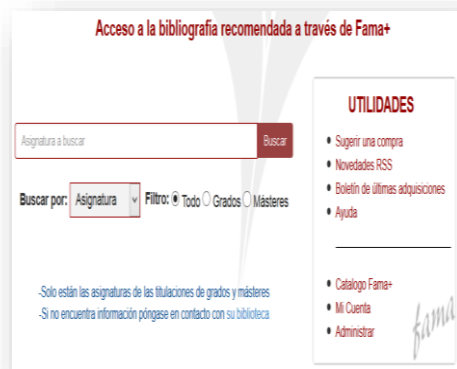 Acceso a la bibliografia recomendada a través de Fama+
Asignatura a buscar
Buscar
Buscar por: Asignatura Filtro: Todo Grados Másteres
-Solo están las asignaturas de las titulaciones de grados y másteres
-Si no encuentra información póngase en contacto con su biblioteca
UTILIDADES
Sugerir una compra
Novedades RSS
Boletín de últimas adquisiciones
Ayuda
Catalogo Fama+
Mi Cuenta
Administrar
fama